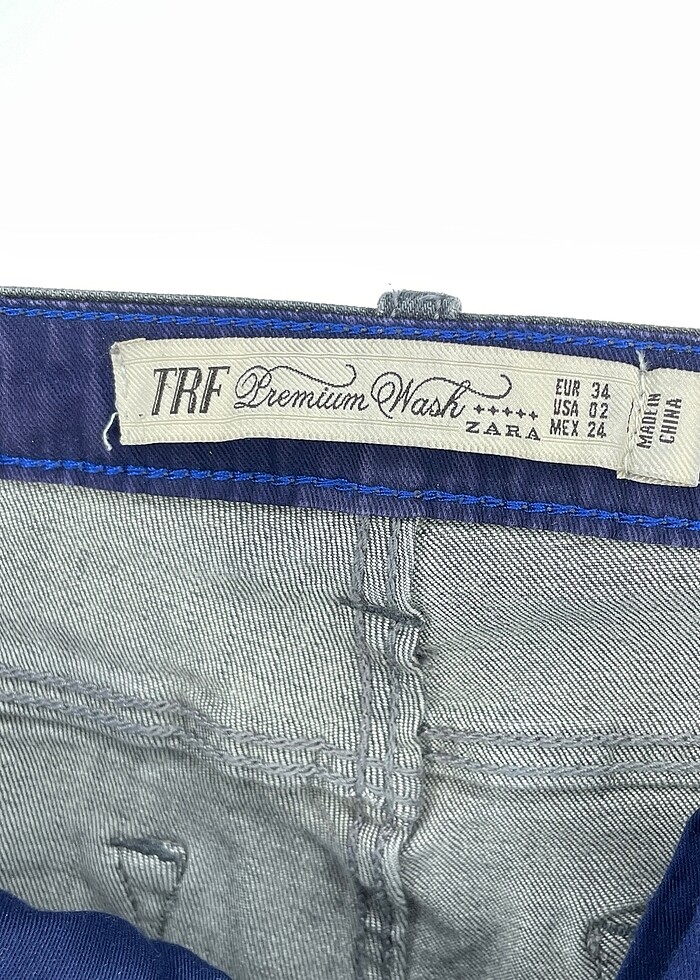 TRF Premium Wash
+++++
ZARA
EUR 34
USA 02
MEX 24
MADE IN
CHINA